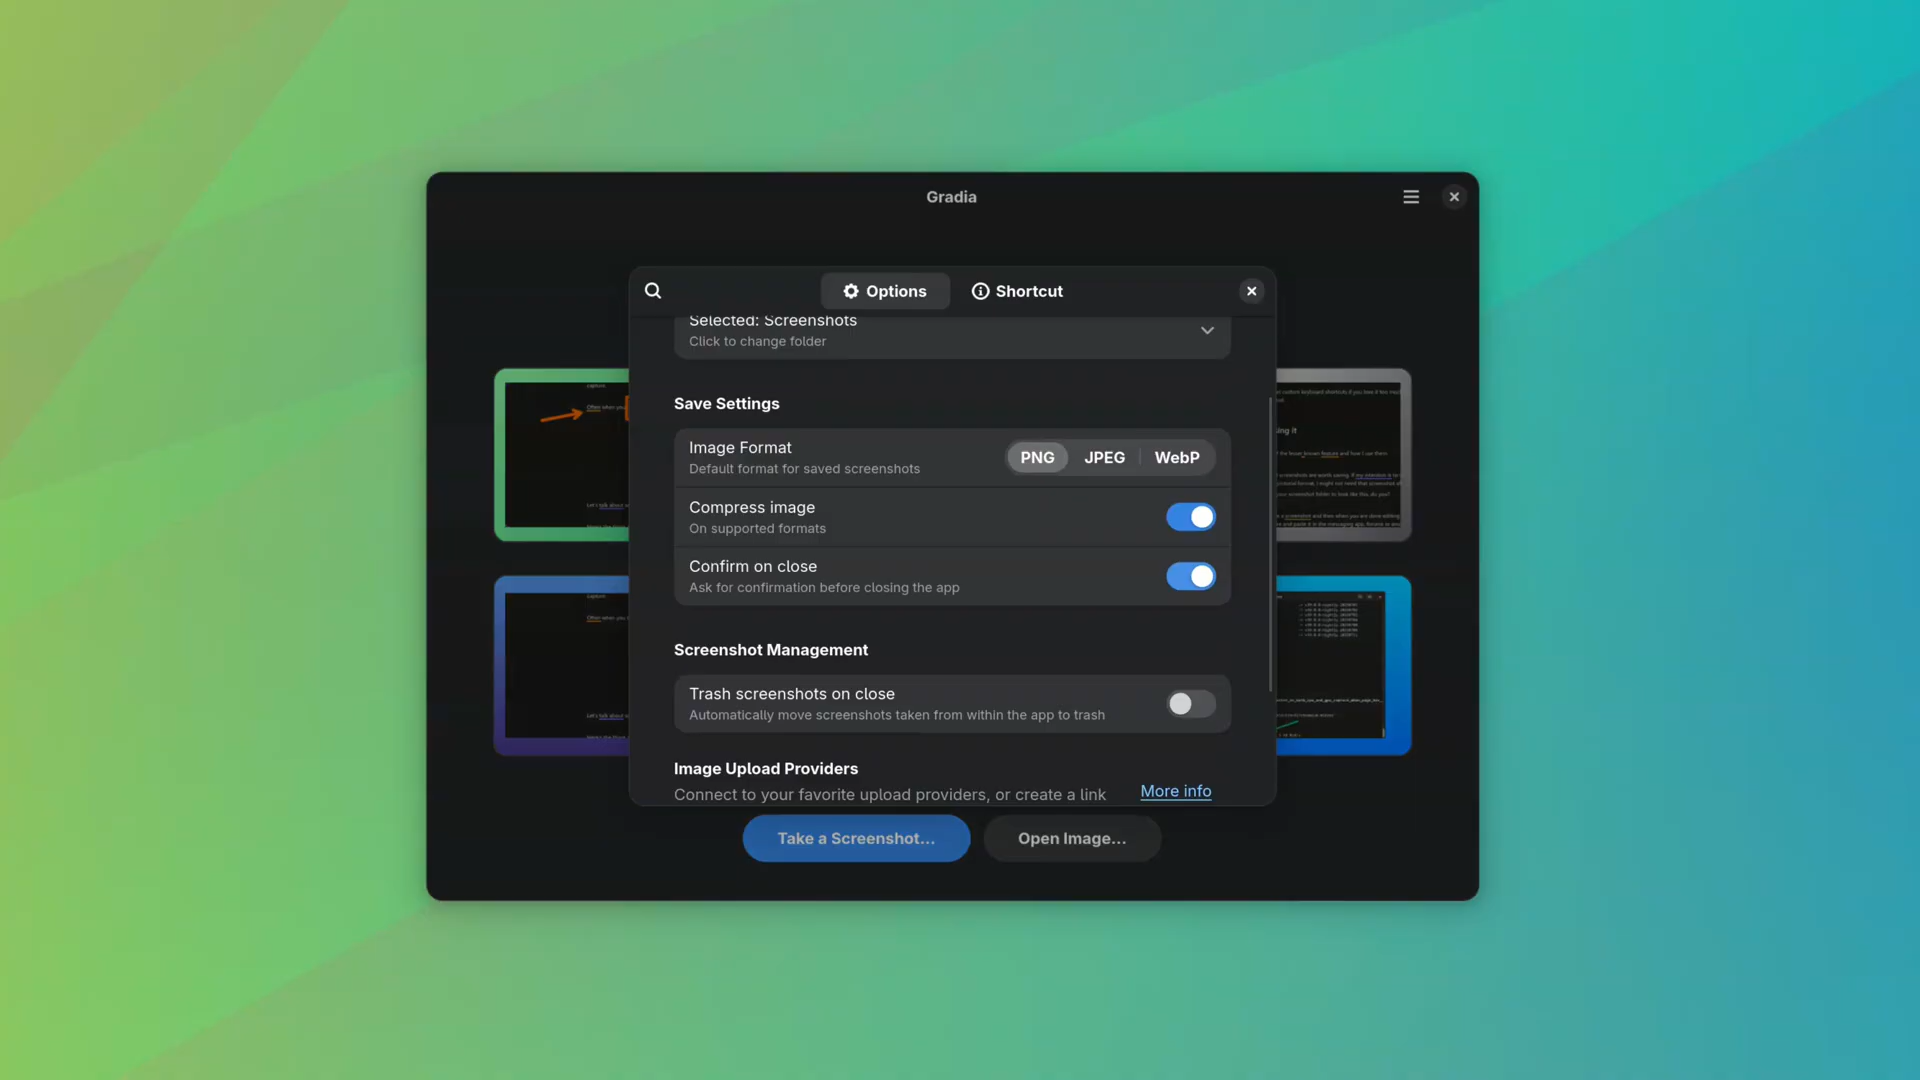 Gradia
Options
Shortcut
Selected: Screenshots
Click to change folder
Save Settings
Image Format
Default format for saved screenshots
PNG
JPEG
WebP
Compress image
On supported formats
Confirm on close
Ask for confirmation before closing the app
Screenshot Management
Trash screenshots on close
Automatically move screenshots taken from within the app to trash
Image Upload Providers
Connect to your favorite upload providers, or create a link
More info
Take a Screenshot...
Open Image...